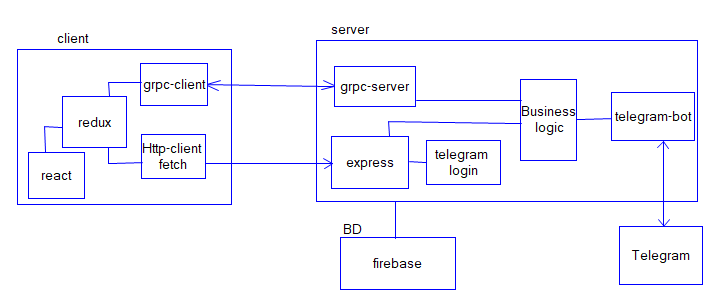 client
server
grpc-client
grpc-server
redux
Business
logic
telegram-bot
Http-client
fetch
express
telegram
login
react
BD
firebase
Telegram